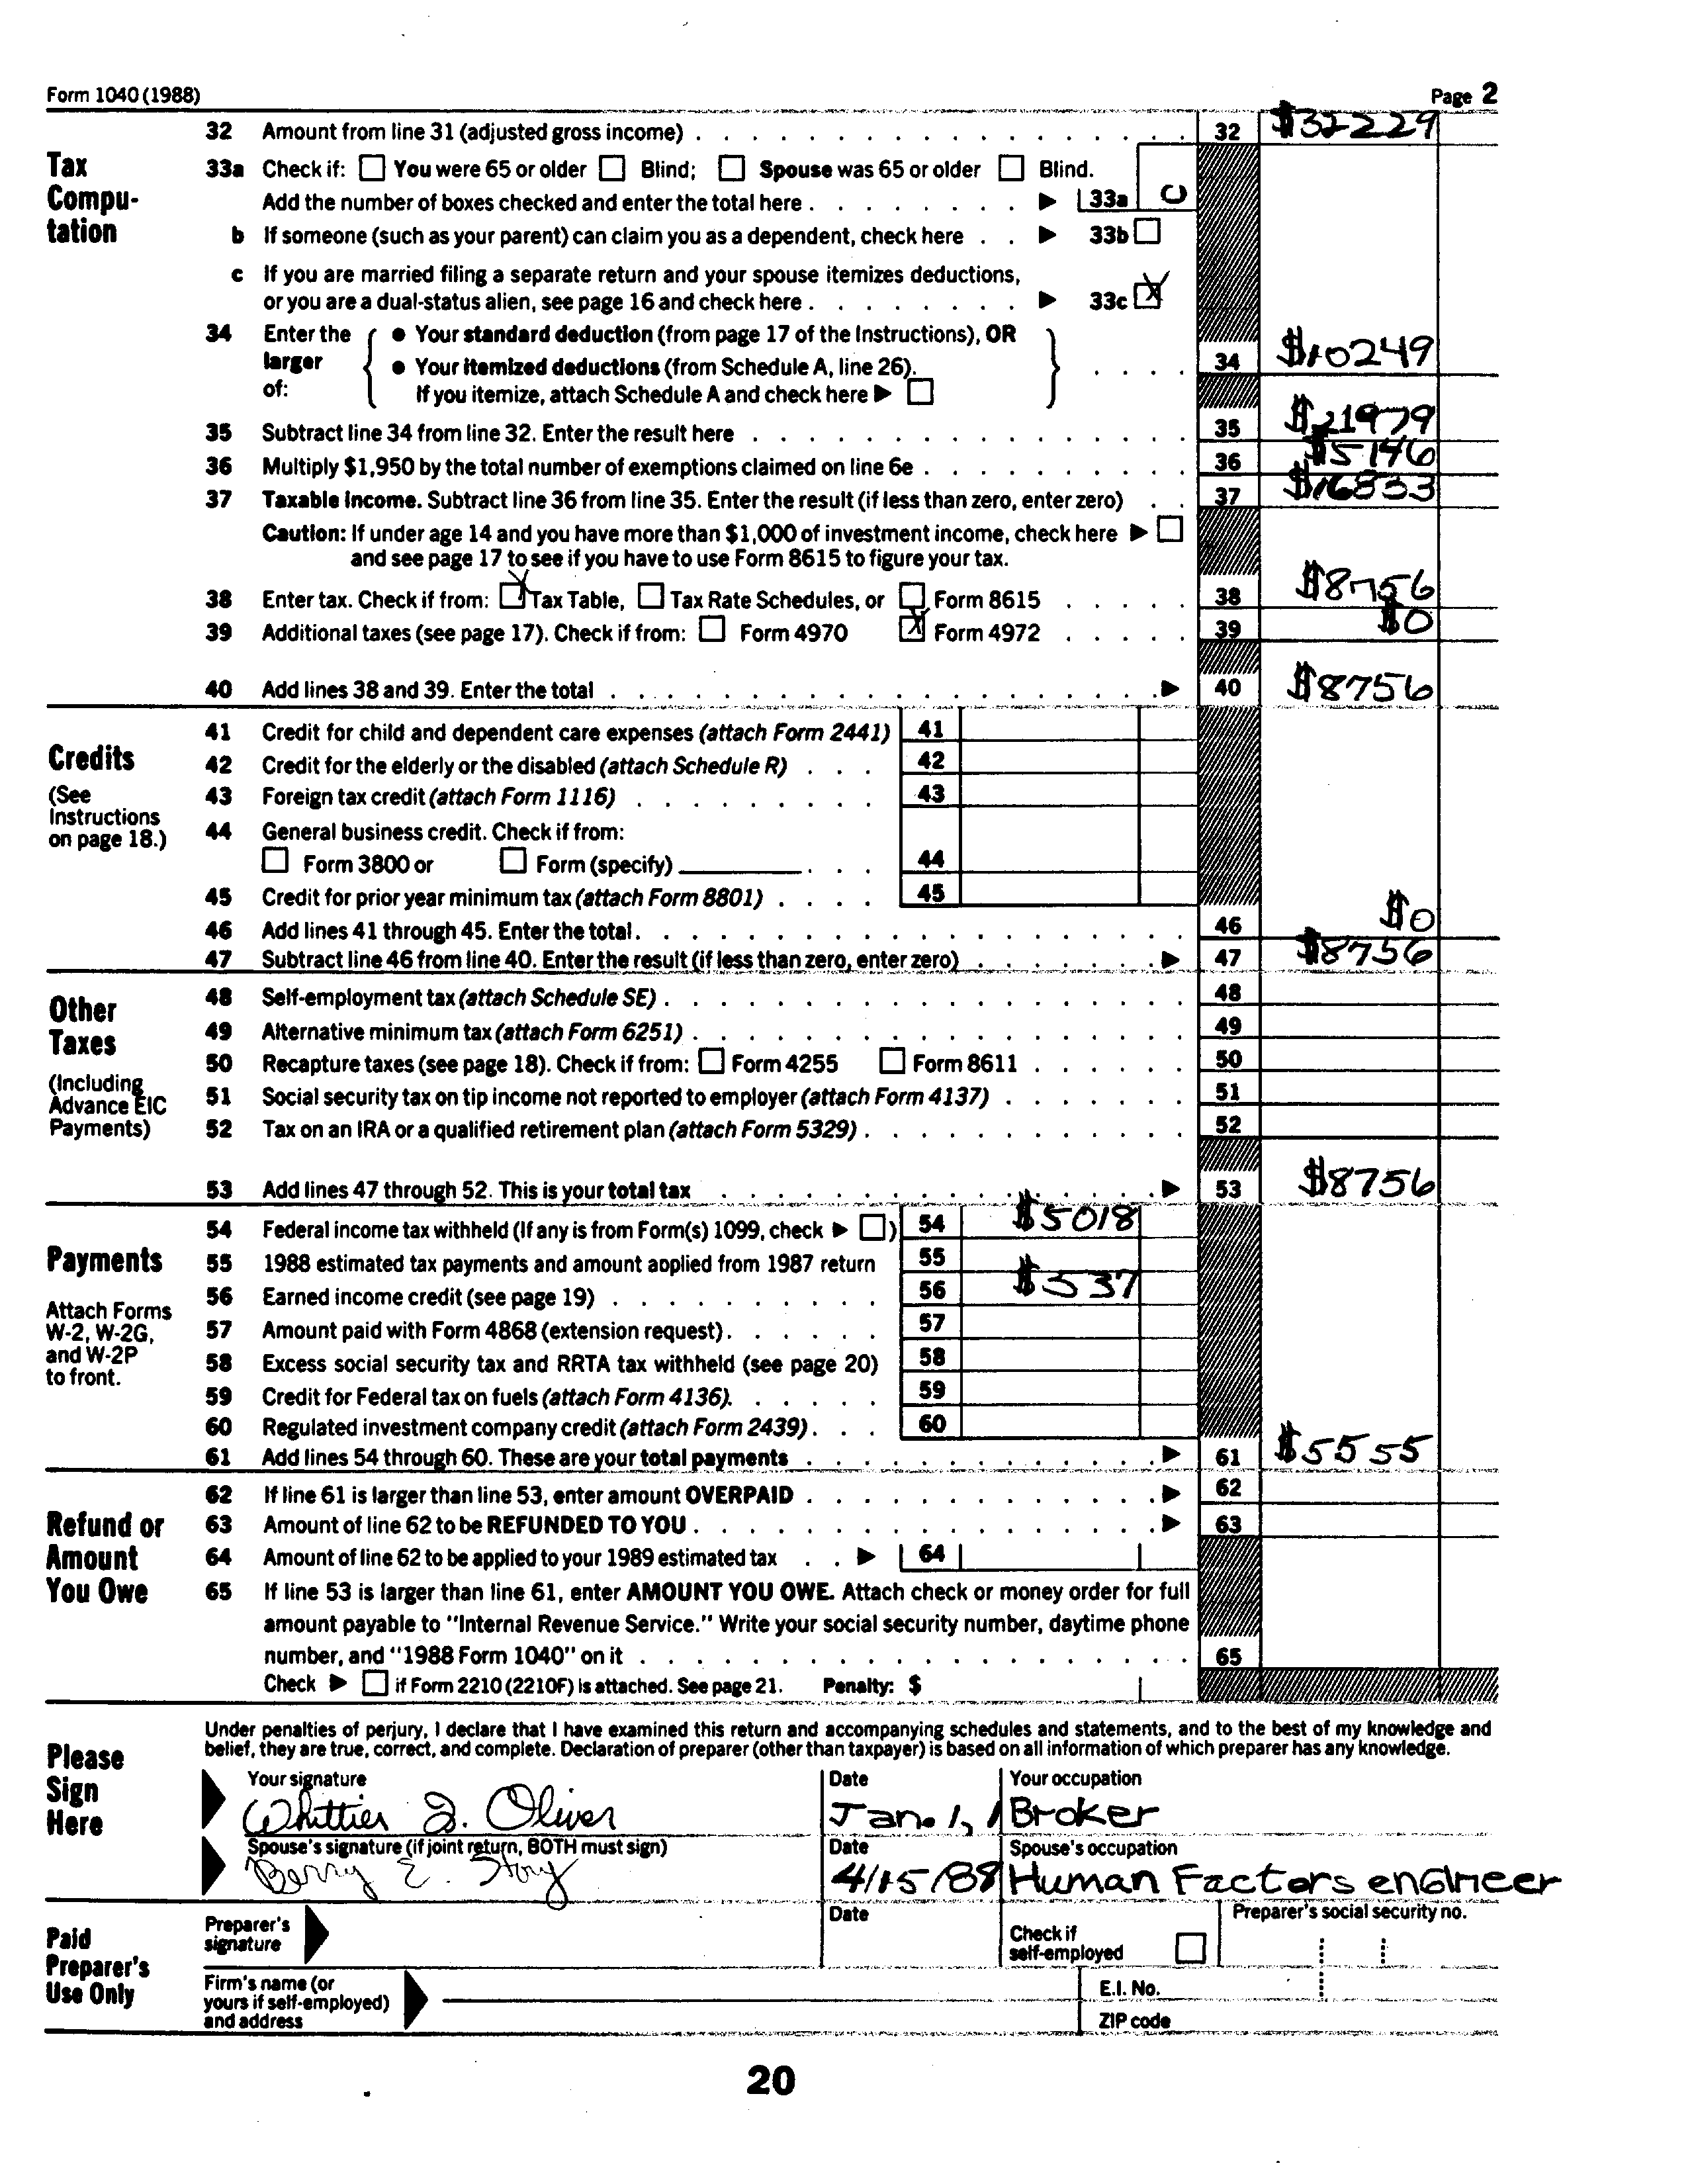 Form 1040 (1988) Page 2
32 Amount from line 31 (adjusted gross income) 32 $32229
Tax Compu-tation
33a Check if: You were 65 or older Blind; Spouse was 65 or older Blind.
Add the number of boxes checked and enter the total here 33a 0
b If someone (such as your parent) can claim you as a dependent, check here 33b
c If you are married filing a separate return and your spouse itemizes deductions,
or you are a dual-status alien, see page 16 and check here 33c X
34 Enter the larger of:
• Your standard deduction (from page 17 of the Instructions), OR
• Your itemized deductions (from Schedule A, line 26).
If you itemize, attach Schedule A and check here
34 $10249
35 Subtract line 34 from line 32. Enter the result here 35 $21979
36 Multiply $1,950 by the total number of exemptions claimed on line 6e 36 $5146
37 Taxable income. Subtract line 36 from line 35. Enter the result (if less than zero, enter zero) 37 $16833
Caution: If under age 14 and you have more than $1,000 of investment income, check here
and see page 17 to see if you have to use Form 8615 to figure your tax.
38 Enter tax. Check if from: X Tax Table, Tax Rate Schedules, or Form 8615 38 $8756
39 Additional taxes (see page 17). Check if from: Form 4970 X Form 4972 39 $0
40 Add lines 38 and 39. Enter the total 40 $8756
Credits
(See Instructions on page 18.)
41 Credit for child and dependent care expenses (attach Form 2441) 41
42 Credit for the elderly or the disabled (attach Schedule R) 42
43 Foreign tax credit (attach Form 1116) 43
44 General business credit. Check if from:
Form 3800 or Form (specify) 44
45 Credit for prior year minimum tax (attach Form 8801) 45
46 Add lines 41 through 45. Enter the total 46 $0
47 Subtract line 46 from line 40. Enter the result (if less than zero, enter zero) 47 $8756
Other Taxes
(Including Advance EIC Payments)
48 Self-employment tax (attach Schedule SE) 48
49 Alternative minimum tax (attach Form 6251) 49
50 Recapture taxes (see page 18). Check if from: Form 4255 Form 8611 50
51 Social security tax on tip income not reported to employer (attach Form 4137) 51
52 Tax on an IRA or a qualified retirement plan (attach Form 5329) 52
53 Add lines 47 through 52. This is your total tax 53 $8756
Payments
Attach Forms W-2, W-2G, and W-2P to front.
54 Federal income tax withheld (If any is from Form(s) 1099, check ) 54 $5018
55 1988 estimated tax payments and amount applied from 1987 return 55
56 Earned income credit (see page 19) 56 $537
57 Amount paid with Form 4868 (extension request) 57
58 Excess social security tax and RRTA tax withheld (see page 20) 58
59 Credit for Federal tax on fuels (attach Form 4136) 59
60 Regulated investment company credit (attach Form 2439) 60
61 Add lines 54 through 60. These are your total payments 61 $5555
Refund or Amount You Owe
62 If line 61 is larger than line 53, enter amount OVERPAID 62
63 Amount of line 62 to be REFUNDED TO YOU 63
64 Amount of line 62 to be applied to your 1989 estimated tax 64
65 If line 53 is larger than line 61, enter AMOUNT YOU OWE. Attach check or money order for full
amount payable to "Internal Revenue Service." Write your social security number, daytime phone
number, and "1988 Form 1040" on it 65
Check if Form 2210 (2210F) is attached. See page 21. Penalty: $
Please Sign Here
Under penalties of perjury, I declare that I have examined this return and accompanying schedules and statements, and to the best of my knowledge and
belief, they are true, correct, and complete. Declaration of preparer (other than taxpayer) is based on all information of which preparer has any knowledge.
Your signature Date Your occupation
Whittier J. Oliver Jan. 1, 1 Broker
Spouse's signature (if joint return, BOTH must sign) Date Spouse's occupation
Berry E. Story 4/15/88 Human Factors engineer
Paid Preparer's Use Only
Preparer's signature Date Check if self-employed Preparer's social security no.
Firm's name (or yours if self-employed) and address E.I. No.
ZIP code
20